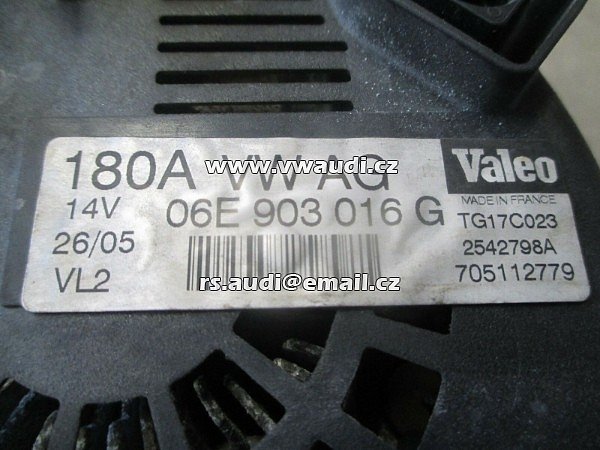 180A VW AG
www.vwaudi.cz
Valeo
MADE IN FRANCE
14V 06E 903 016 G TG17C023
26/05 2542798A
VL2 705112779
rs.audi@email.cz